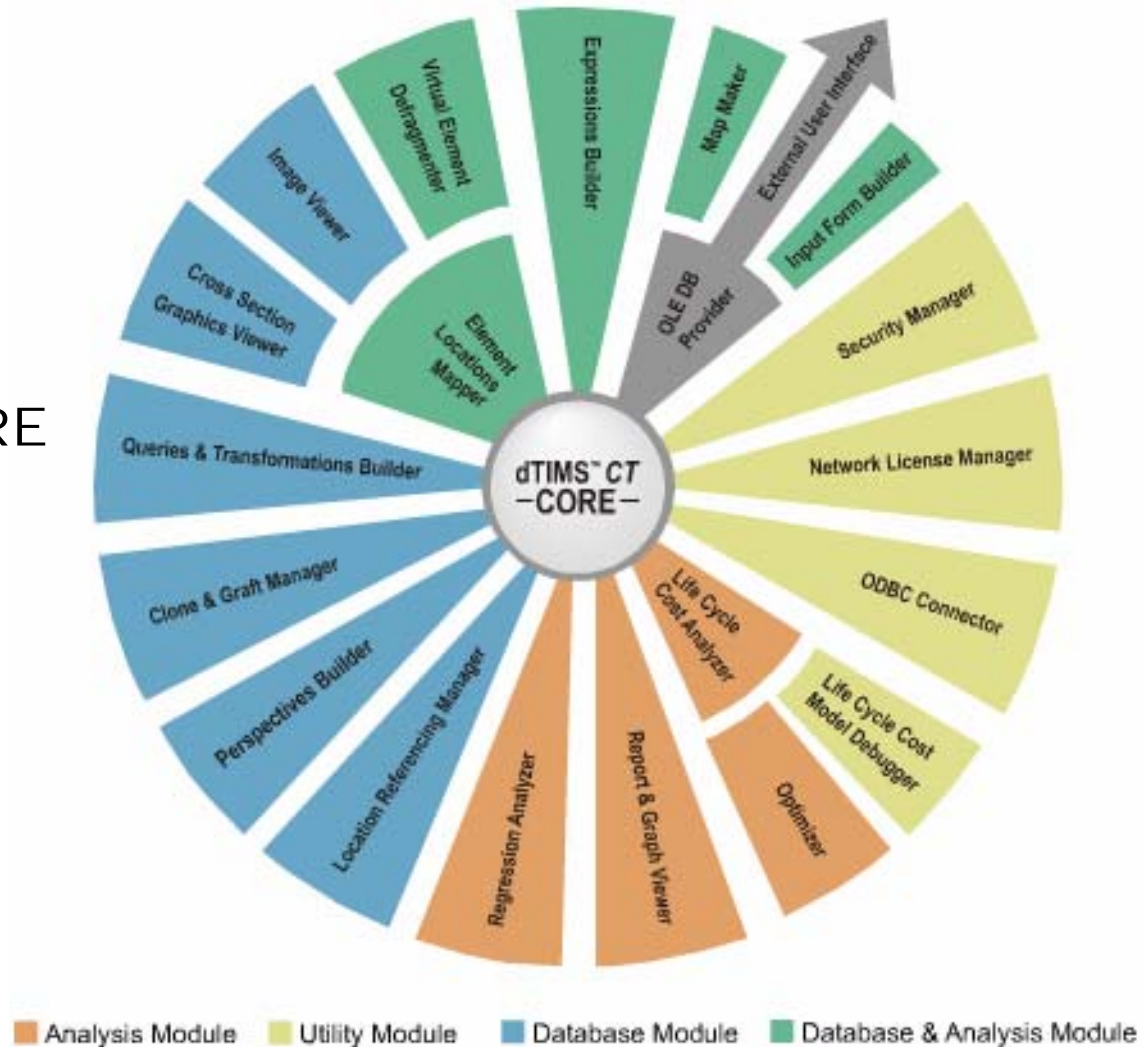 Expressions Builder
Map Maker
External User Interface
OLE DB
Provider
Input Form Builder
Security Manager
Network License Manager
ODBC Connector
Life Cycle
Cost Analyzer
Life Cycle Cost
Model Debugger
Optimizer
Report & Graph Viewer
Regression Analyzer
Location Referencing Manager
Perspectives Builder
Clone & Graft Manager
Queries & Transformations Builder
Cross Section
Graphics Viewer
Image Viewer
Virtual Element
Defragmenter
Element
Locations
Mapper
dTIMS™ CT
–CORE–
RE
Analysis Module
Utility Module
Database Module
Database & Analysis Module